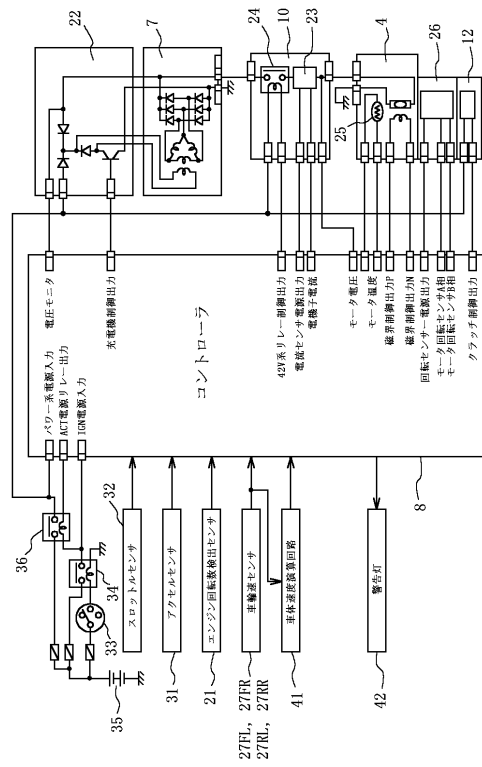 22
7
24
10
23
4
25
26
12
電圧モニタ
充電機制御出力
42V系リレー制御出力
電流センサ電源出力
電機子電流
モータ電圧
モータ温度
磁界制御出力P
磁界制御出力N
回転センサー電源出力
モータ回転センサA相
モータ回転センサB相
クラッチ制御出力
コントローラ
パワー系電源入力
ACT電源リレー出力
IGN電源入力
8
36
34
33
35
スロットルセンサ
32
アクセルセンサ
31
エンジン回転数検出センサ
21
車輪速センサ
27FL, 27FR
27RL, 27RR
車体速度演算回路
41
警告灯
42